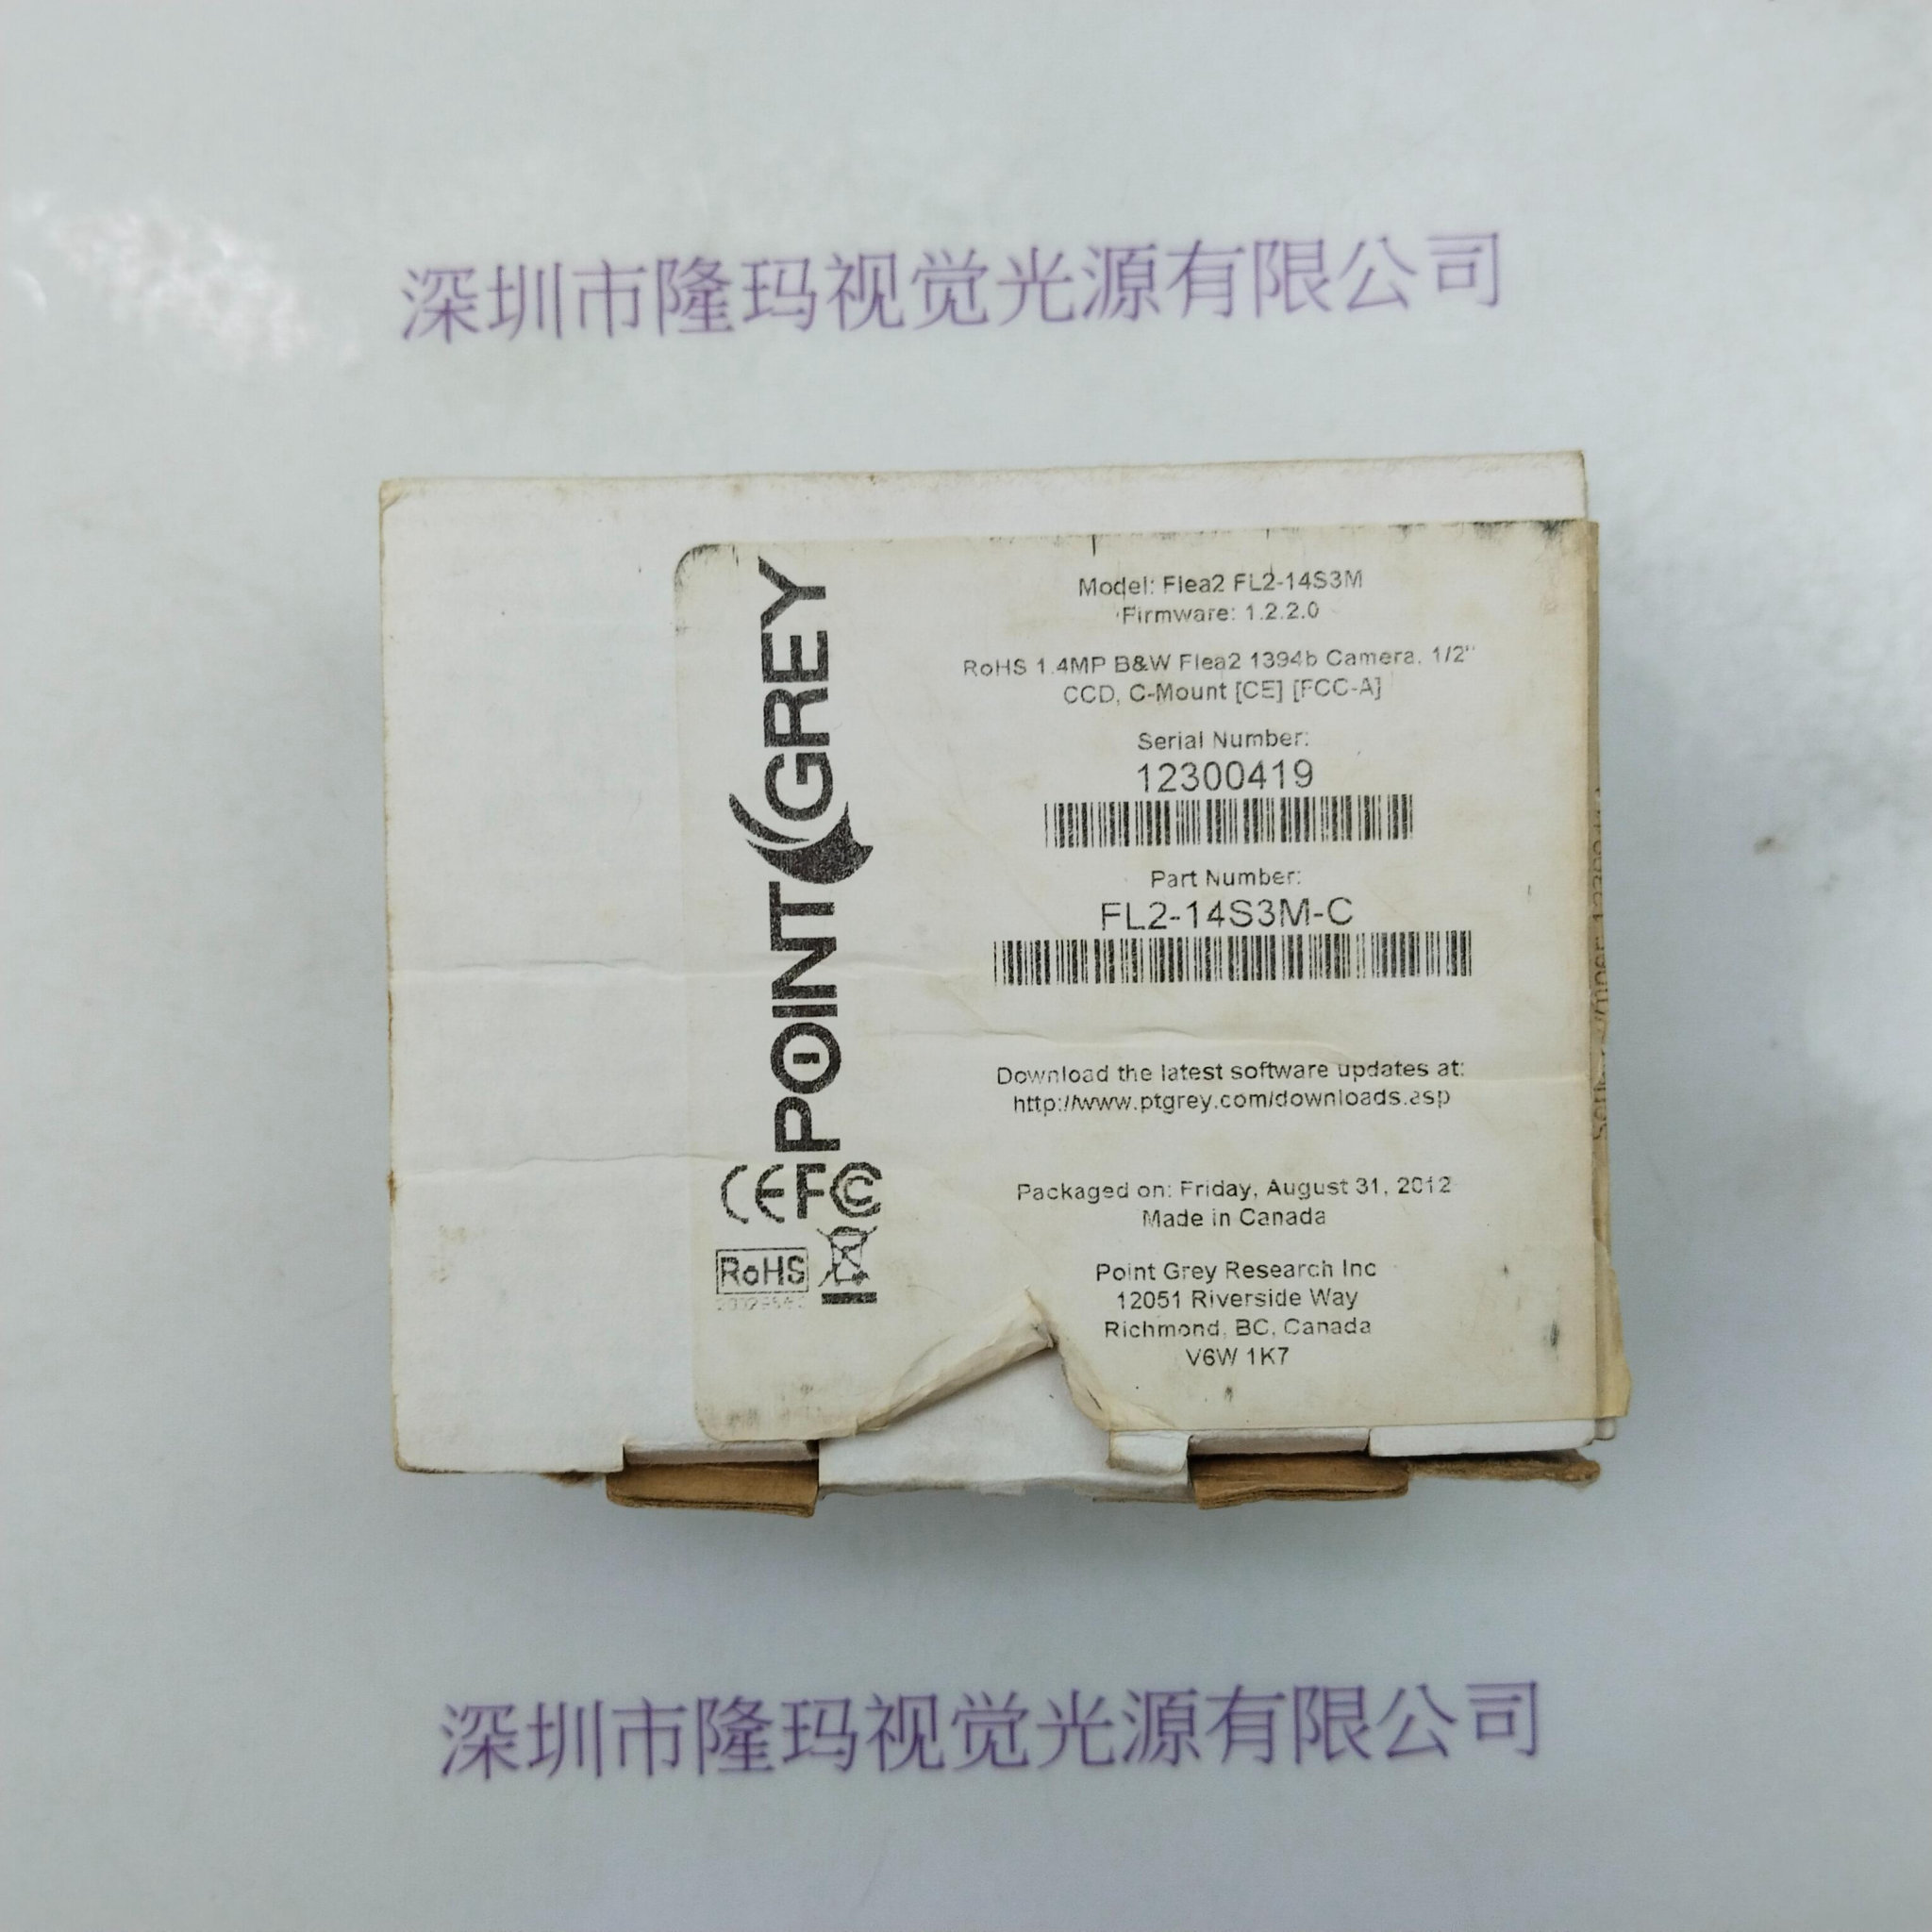 深圳市隆玛视觉光源有限公司
POINT GREY
CE FC
RoHS
Model: Flea2 FL2-14S3M
Firmware: 1.2.2.0
RoHS 1.4MP B&W Flea2 1394b Camera, 1/2"
CCD, C-Mount [CE] [FCC-A]
Serial Number:
12300419
Part Number:
FL2-14S3M-C
Download the latest software updates at:
http://www.ptgrey.com/downloads.asp
Packaged on: Friday, August 31, 2012
Made in Canada
Point Grey Research Inc
12051 Riverside Way
Richmond, BC, Canada
V6W 1K7
深圳市隆玛视觉光源有限公司